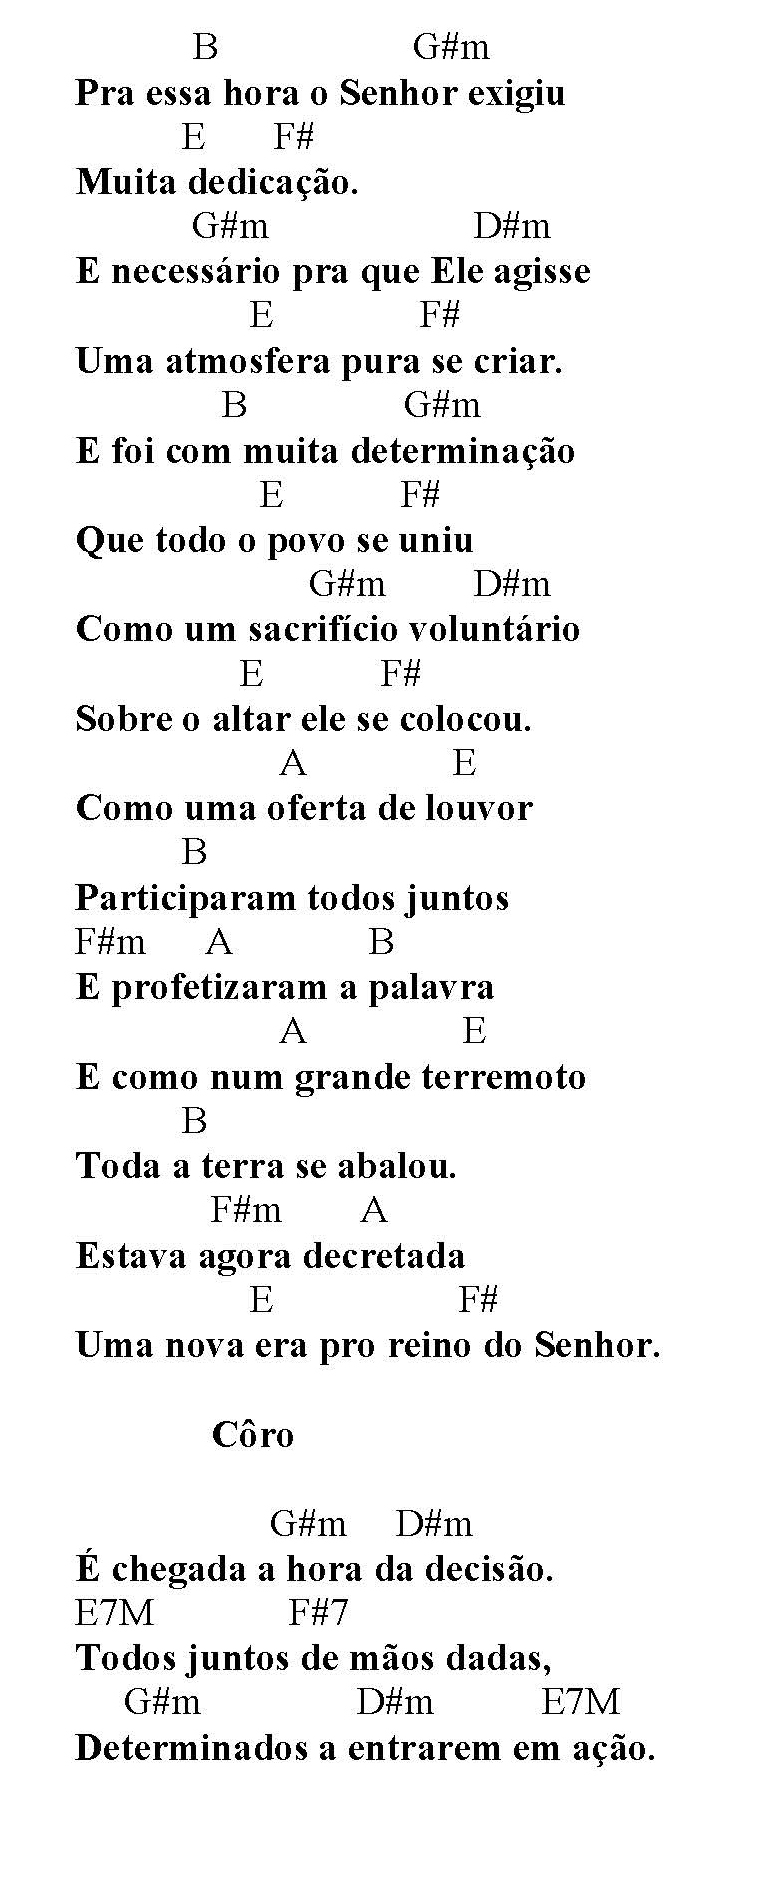 B G#m
Pra essa hora o Senhor exigiu
E F#
Muita dedicação.
G#m D#m
E necessário pra que Ele agisse
E F#
Uma atmosfera pura se criar.
B G#m
E foi com muita determinação
E F#
Que todo o povo se uniu
G#m D#m
Como um sacrifício voluntário
E F#
Sobre o altar ele se colocou.
A E
Como uma oferta de louvor
B
Participaram todos juntos
F#m A B
E profetizaram a palavra
A E
E como num grande terremoto
B
Toda a terra se abalou.
F#m A
Estava agora decretada
E F#
Uma nova era pro reino do Senhor.
Côro
G#m D#m
É chegada a hora da decisão.
E7M F#7
Todos juntos de mãos dadas,
G#m D#m E7M
Determinados a entrarem em ação.